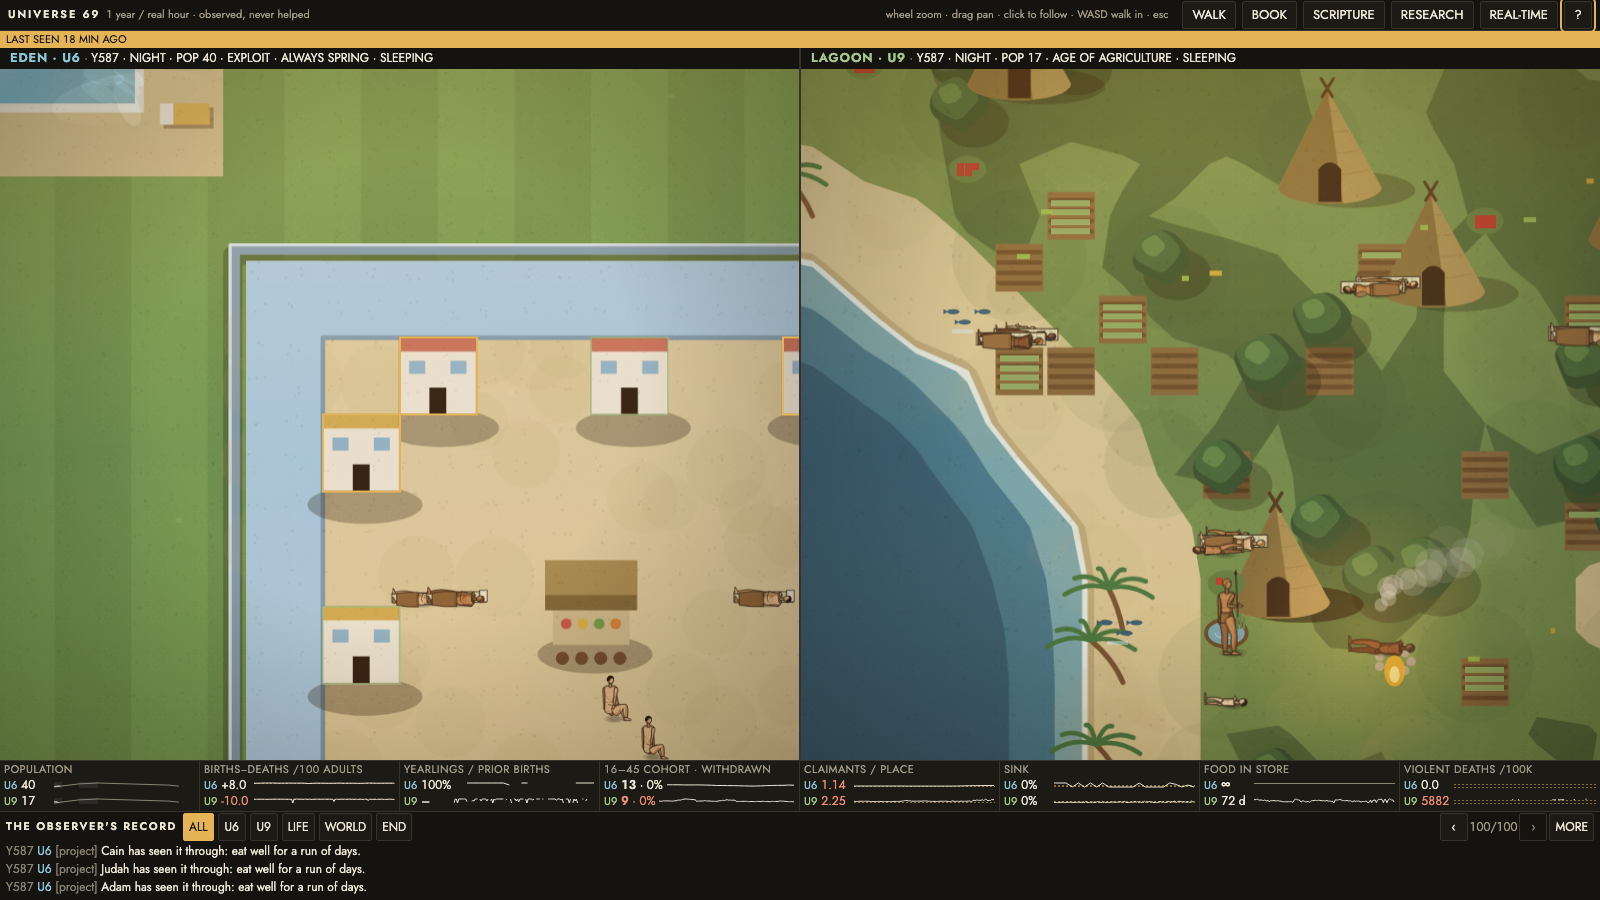 UNIVERSE 69 1 year / real hour · observed, never helped
wheel zoom · drag pan · click to follow · WASD walk in · esc
WALK
BOOK
SCRIPTURE
RESEARCH
REAL-TIME
?
LAST SEEN 18 MIN AGO
EDEN · U6 · Y587 · NIGHT · POP 40 · EXPLOIT · ALWAYS SPRING · SLEEPING
LAGOON · U9 · Y587 · NIGHT · POP 17 · AGE OF AGRICULTURE · SLEEPING
POPULATION
U6 40
U9 17
BIRTHS–DEATHS /100 ADULTS
U6 +8.0
U9 -10.0
YEARLINGS / PRIOR BIRTHS
U6 100%
U9 –
16–45 COHORT · WITHDRAWN
U6 13 · 0%
U9 9 · 0%
CLAIMANTS / PLACE
U6 1.14
U9 2.25
SINK
U6 0%
U9 0%
FOOD IN STORE
U6 ∞
U9 72 d
VIOLENT DEATHS /100K
U6 0.0
U9 5882
THE OBSERVER'S RECORD
ALL
U6
U9
LIFE
WORLD
END
‹ 100/100 ›
MORE
Y587 U6 [project] Cain has seen it through: eat well for a run of days.
Y587 U6 [project] Judah has seen it through: eat well for a run of days.
Y587 U6 [project] Adam has seen it through: eat well for a run of days.